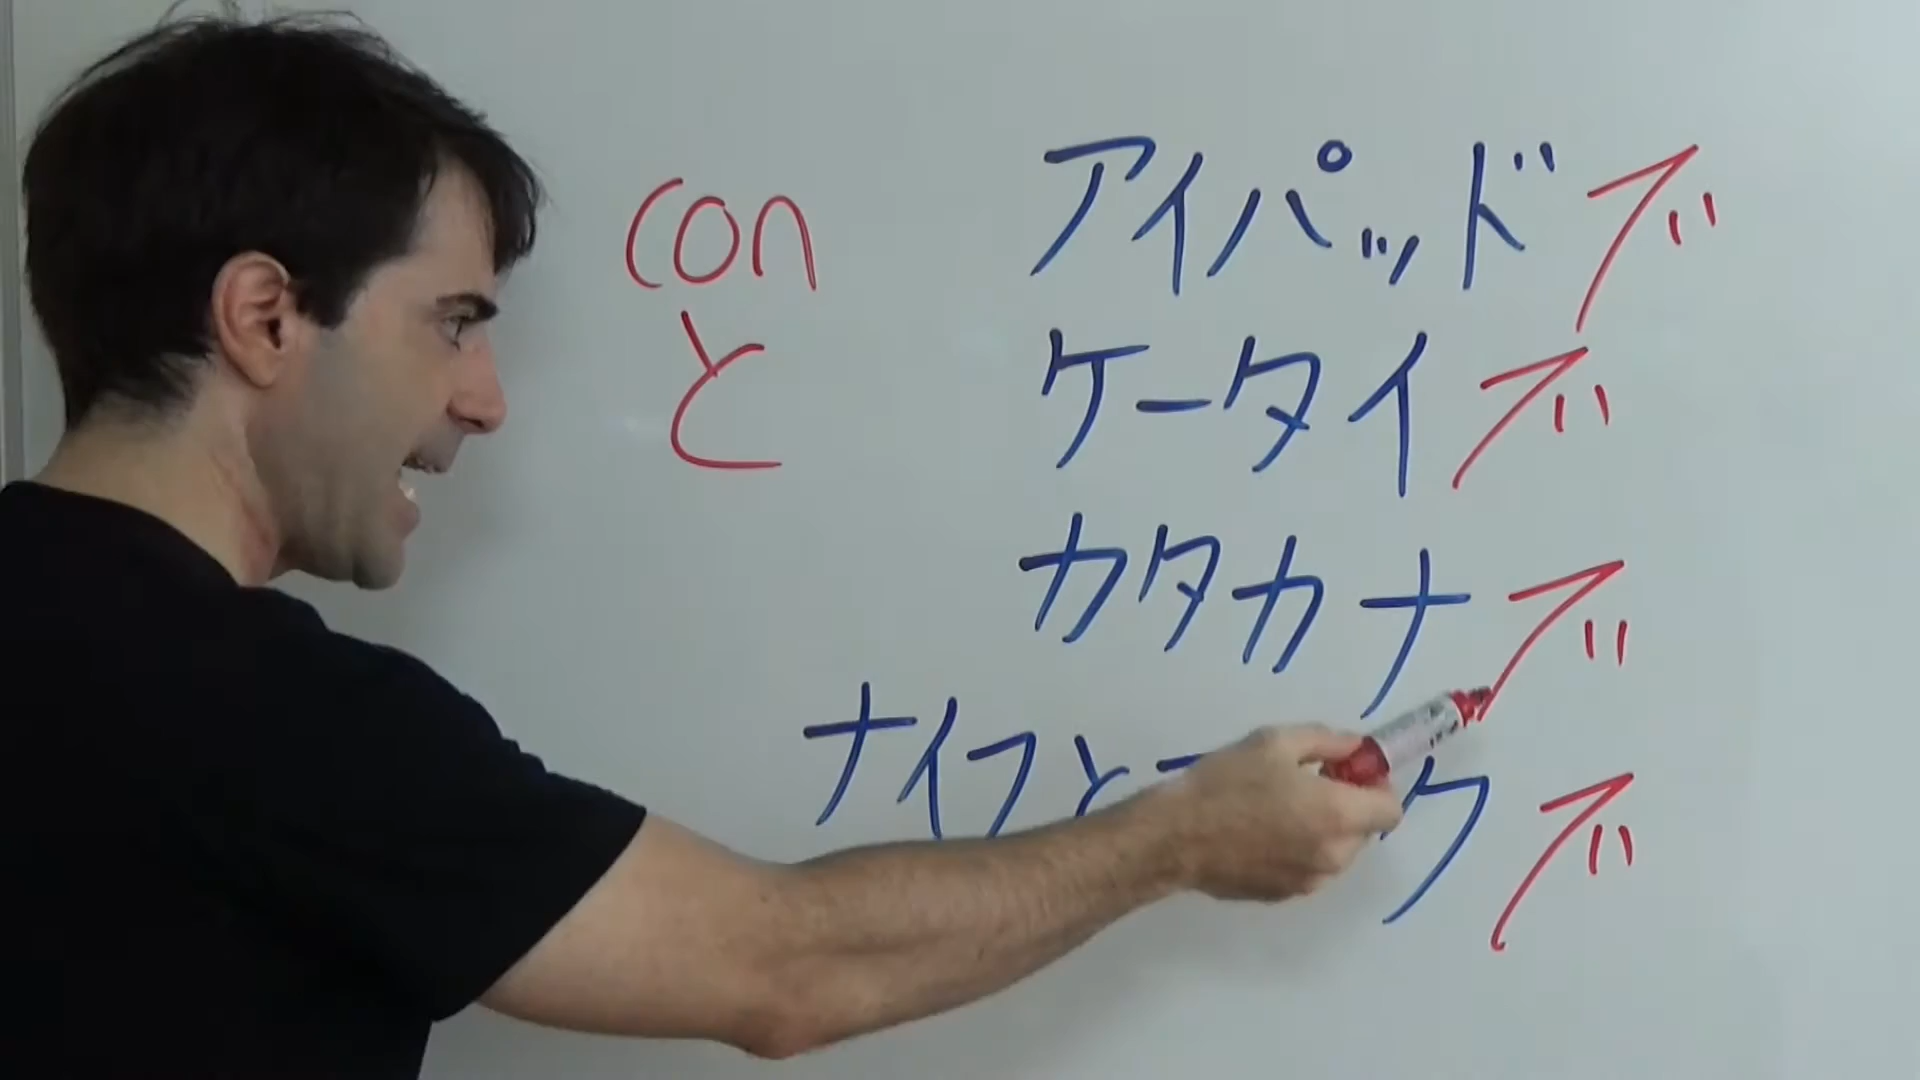 con
と
アイパッドで
ケータイで
カタカナで
ナイフと クで